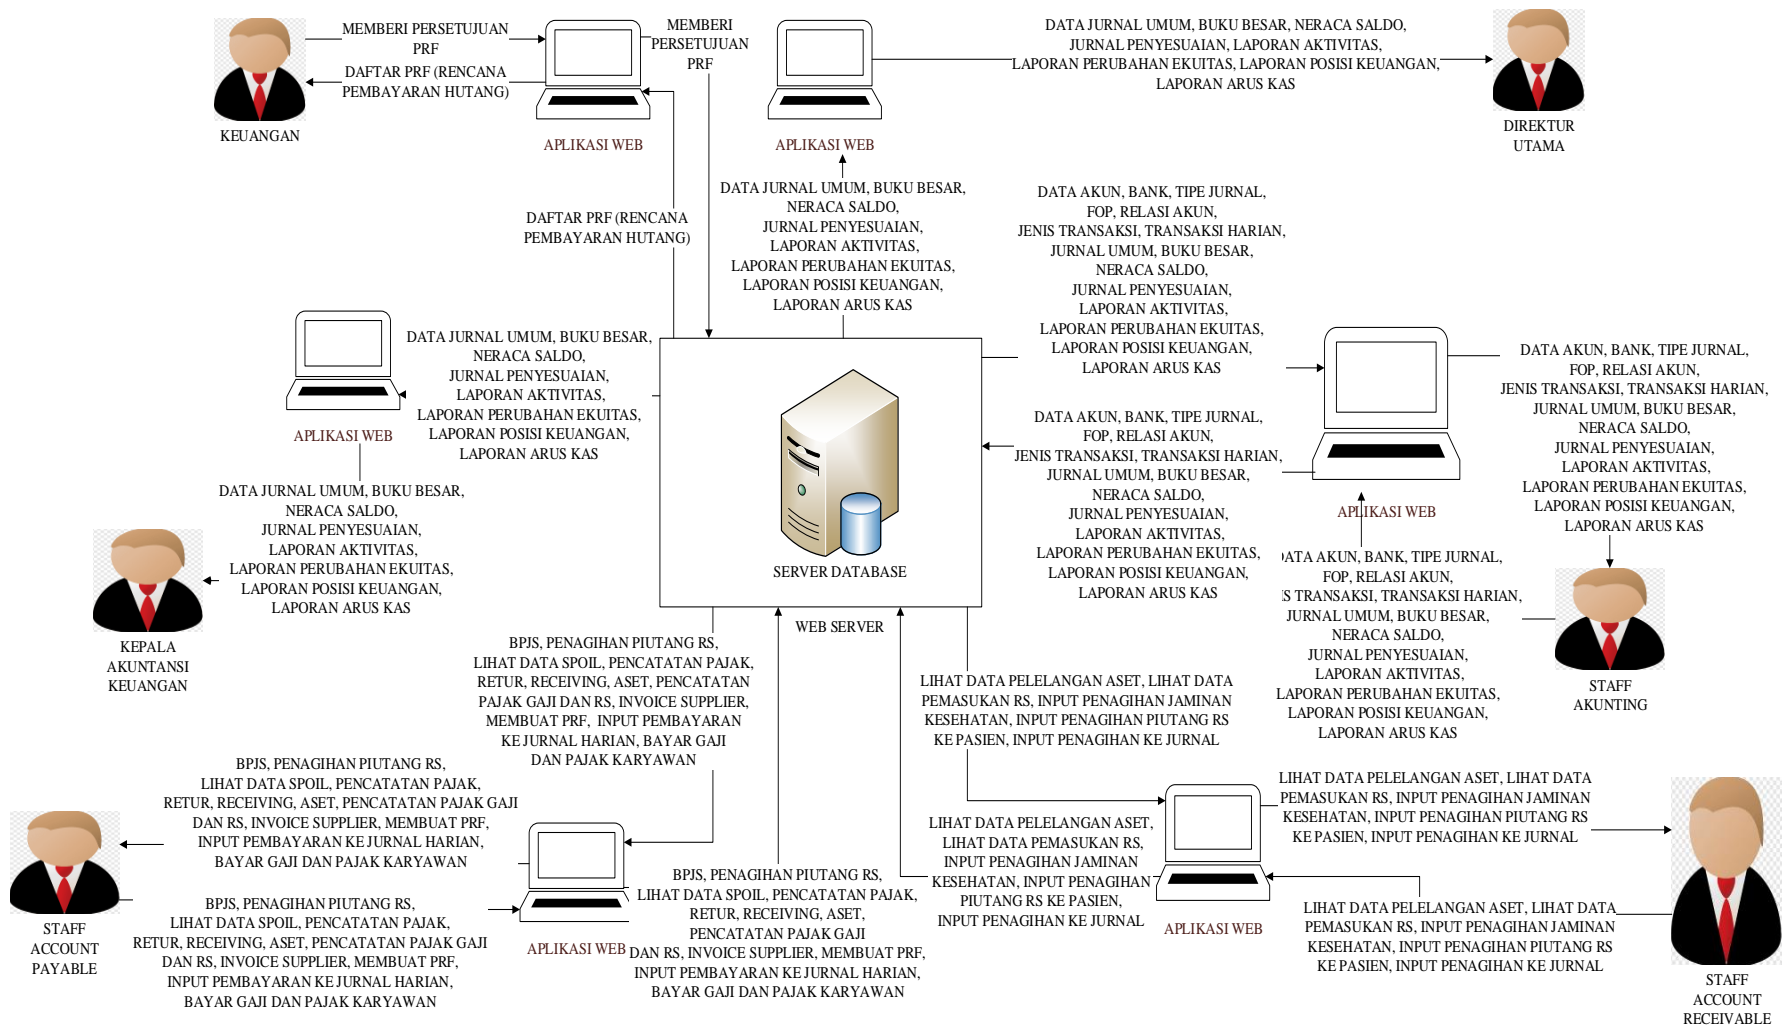 MEMBERI PERSETUJUAN
PRF
DAFTAR PRF (RENCANA
PEMBAYARAN HUTANG)
KEUANGAN
APLIKASI WEB
MEMBERI
PERSETUJUAN
PRF
APLIKASI WEB
DATA JURNAL UMUM, BUKU BESAR, NERACA SALDO,
JURNAL PENYESUAIAN, LAPORAN AKTIVITAS,
LAPORAN PERUBAHAN EKUITAS, LAPORAN POSISI KEUANGAN,
LAPORAN ARUS KAS
DIREKTUR
UTAMA
DAFTAR PRF (RENCANA
PEMBAYARAN HUTANG)
DATA JURNAL UMUM, BUKU BESAR,
NERACA SALDO,
JURNAL PENYESUAIAN,
LAPORAN AKTIVITAS,
LAPORAN PERUBAHAN EKUITAS,
LAPORAN POSISI KEUANGAN,
LAPORAN ARUS KAS
DATA AKUN, BANK, TIPE JURNAL,
FOP, RELASI AKUN,
JENIS TRANSAKSI, TRANSAKSI HARIAN,
JURNAL UMUM, BUKU BESAR,
NERACA SALDO,
JURNAL PENYESUAIAN,
LAPORAN AKTIVITAS,
LAPORAN PERUBAHAN EKUITAS,
LAPORAN POSISI KEUANGAN,
LAPORAN ARUS KAS
DATA JURNAL UMUM, BUKU BESAR,
NERACA SALDO,
JURNAL PENYESUAIAN,
LAPORAN AKTIVITAS,
LAPORAN PERUBAHAN EKUITAS,
LAPORAN POSISI KEUANGAN,
LAPORAN ARUS KAS
APLIKASI WEB
DATA JURNAL UMUM, BUKU BESAR,
NERACA SALDO,
JURNAL PENYESUAIAN,
LAPORAN AKTIVITAS,
LAPORAN PERUBAHAN EKUITAS,
LAPORAN POSISI KEUANGAN,
LAPORAN ARUS KAS
KEPALA
AKUNTANSI
KEUANGAN
SERVER DATABASE
WEB SERVER
DATA AKUN, BANK, TIPE JURNAL,
FOP, RELASI AKUN,
JENIS TRANSAKSI, TRANSAKSI HARIAN,
JURNAL UMUM, BUKU BESAR,
NERACA SALDO,
JURNAL PENYESUAIAN,
LAPORAN AKTIVITAS,
LAPORAN PERUBAHAN EKUITAS,
LAPORAN POSISI KEUANGAN,
LAPORAN ARUS KAS
APLIKASI WEB
DATA AKUN, BANK, TIPE JURNAL,
FOP, RELASI AKUN,
JENIS TRANSAKSI, TRANSAKSI HARIAN,
JURNAL UMUM, BUKU BESAR,
NERACA SALDO,
JURNAL PENYESUAIAN,
LAPORAN AKTIVITAS,
LAPORAN PERUBAHAN EKUITAS,
LAPORAN POSISI KEUANGAN,
LAPORAN ARUS KAS
AKUN, BANK, TIPE JURNAL,
FOP, RELASI AKUN,
TRANSAKSI, TRANSAKSI HARIAN,
JURNAL UMUM, BUKU BESAR,
NERACA SALDO,
JURNAL PENYESUAIAN,
LAPORAN AKTIVITAS,
LAPORAN PERUBAHAN EKUITAS,
LAPORAN POSISI KEUANGAN,
LAPORAN ARUS KAS
STAFF
AKUNTING
BPJS, PENAGIHAN PIUTANG RS,
LIHAT DATA SPOIL, PENCATATAN PAJAK,
RETUR, RECEIVING, ASET, PENCATATAN
PAJAK GAJI DAN RS, INVOICE SUPPLIER,
MEMBUAT PRF, INPUT PEMBAYARAN
KE JURNAL HARIAN, BAYAR GAJI
DAN PAJAK KARYAWAN
LIHAT DATA PELELANGAN ASET, LIHAT DATA
PEMASUKAN RS, INPUT PENAGIHAN JAMINAN
KESEHATAN, INPUT PENAGIHAN PIUTANG RS
KE PASIEN, INPUT PENAGIHAN KE JURNAL
BPJS, PENAGIHAN PIUTANG RS,
LIHAT DATA SPOIL, PENCATATAN PAJAK,
RETUR, RECEIVING, ASET, PENCATATAN PAJAK GAJI
DAN RS, INVOICE SUPPLIER, MEMBUAT PRF,
INPUT PEMBAYARAN KE JURNAL HARIAN,
BAYAR GAJI DAN PAJAK KARYAWAN
STAFF
ACCOUNT
PAYABLE
BPJS, PENAGIHAN PIUTANG RS,
LIHAT DATA SPOIL, PENCATATAN PAJAK,
RETUR, RECEIVING, ASET, PENCATATAN PAJAK GAJI
DAN RS, INVOICE SUPPLIER, MEMBUAT PRF,
INPUT PEMBAYARAN KE JURNAL HARIAN,
BAYAR GAJI DAN PAJAK KARYAWAN
APLIKASI WEB
BPJS, PENAGIHAN PIUTANG RS,
LIHAT DATA SPOIL, PENCATATAN PAJAK,
RETUR, RECEIVING, ASET,
PENCATATAN PAJAK GAJI
DAN RS, INVOICE SUPPLIER, MEMBUAT PRF,
INPUT PEMBAYARAN KE JURNAL HARIAN,
BAYAR GAJI DAN PAJAK KARYAWAN
LIHAT DATA PELELANGAN ASET,
LIHAT DATA PEMASUKAN RS,
INPUT PENAGIHAN JAMINAN
KESEHATAN, INPUT PENAGIHAN
PIUTANG RS KE PASIEN,
INPUT PENAGIHAN KE JURNAL
APLIKASI WEB
LIHAT DATA PELELANGAN ASET, LIHAT DATA
PEMASUKAN RS, INPUT PENAGIHAN JAMINAN
KESEHATAN, INPUT PENAGIHAN PIUTANG RS
KE PASIEN, INPUT PENAGIHAN KE JURNAL
LIHAT DATA PELELANGAN ASET, LIHAT DATA
PEMASUKAN RS, INPUT PENAGIHAN JAMINAN
KESEHATAN, INPUT PENAGIHAN PIUTANG RS
KE PASIEN, INPUT PENAGIHAN KE JURNAL
STAFF
ACCOUNT
RECEIVABLE